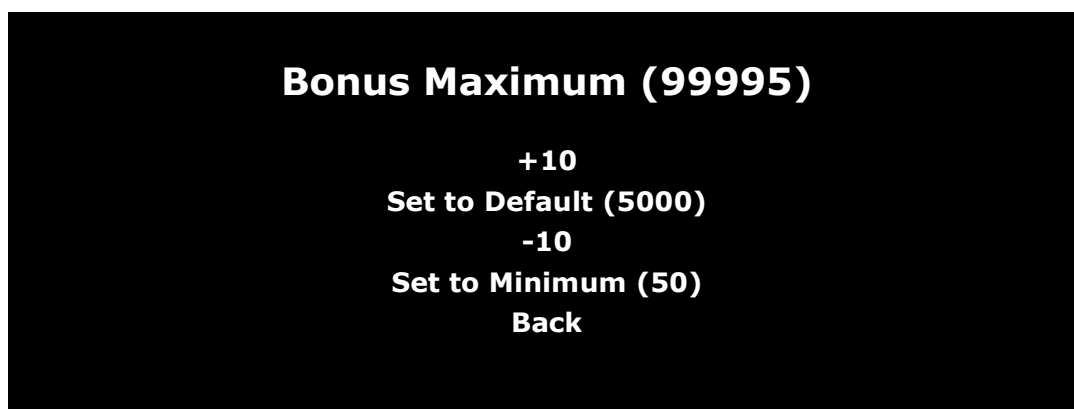 Bonus Maximum (99995)
+10
Set to Default (5000)
-10
Set to Minimum (50)
Back